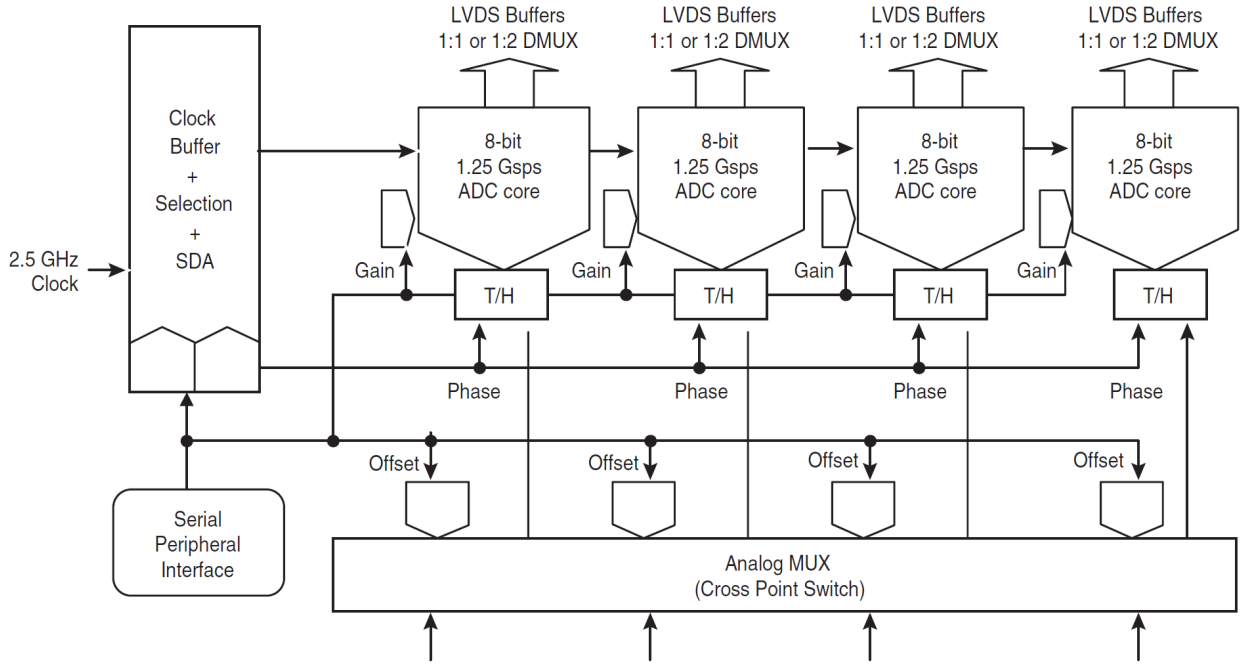 LVDS Buffers
1:1 or 1:2 DMUX
LVDS Buffers
1:1 or 1:2 DMUX
LVDS Buffers
1:1 or 1:2 DMUX
LVDS Buffers
1:1 or 1:2 DMUX
Clock
Buffer
+
Selection
+
SDA
8-bit
1.25 Gsps
ADC core
8-bit
1.25 Gsps
ADC core
8-bit
1.25 Gsps
ADC core
8-bit
1.25 Gsps
ADC core
2.5 GHz
Clock
Gain
Gain
Gain
Gain
T/H
T/H
T/H
T/H
Phase
Phase
Phase
Phase
Offset
Offset
Offset
Offset
Serial
Peripheral
Interface
Analog MUX
(Cross Point Switch)